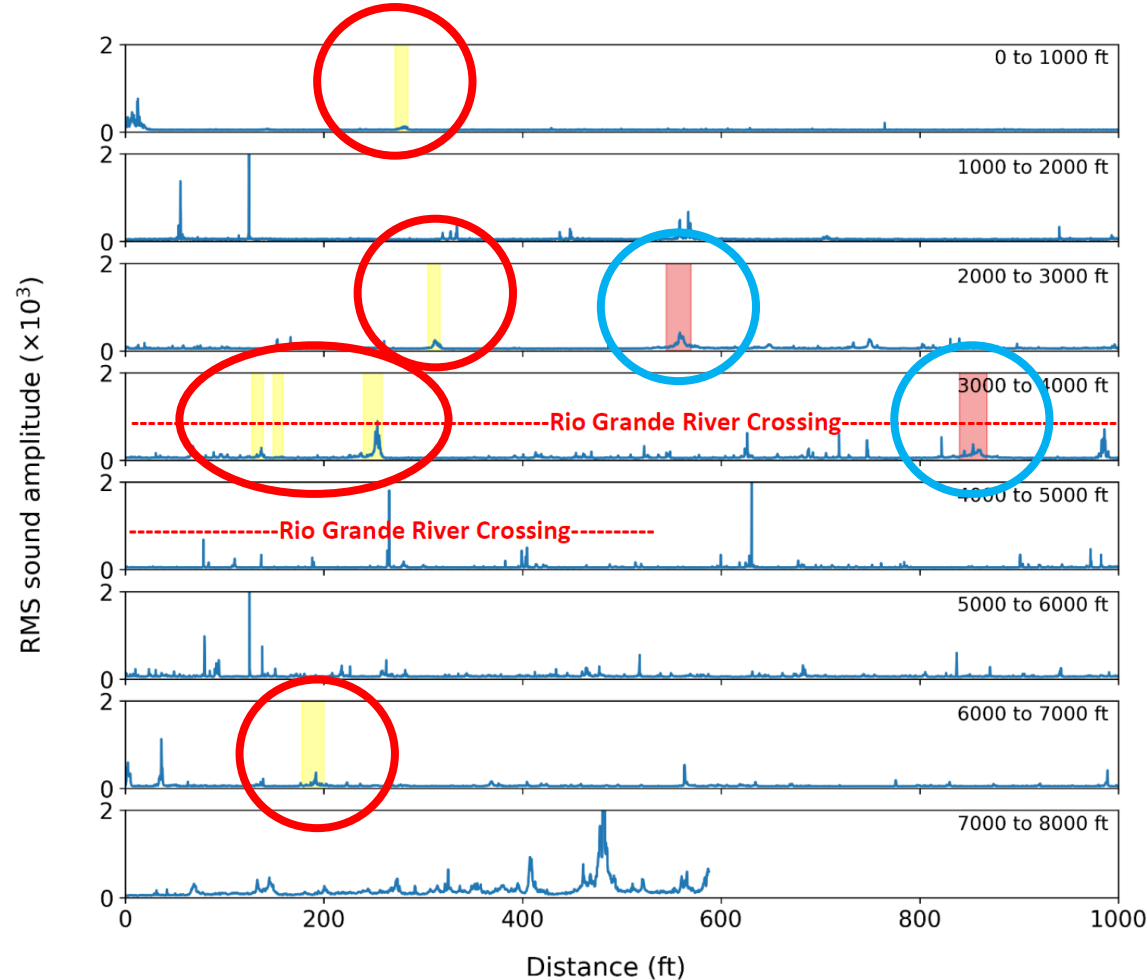 2
0 to 1000 ft
0
2
1000 to 2000 ft
0
2
2000 to 3000 ft
0
2
3000 to 4000 ft
Rio Grande River Crossing
0
2
4000 to 5000 ft
Rio Grande River Crossing
0
2
5000 to 6000 ft
0
2
6000 to 7000 ft
0
2
7000 to 8000 ft
0
RMS sound amplitude (×10³)
0 200 400 600 800 1000
Distance (ft)